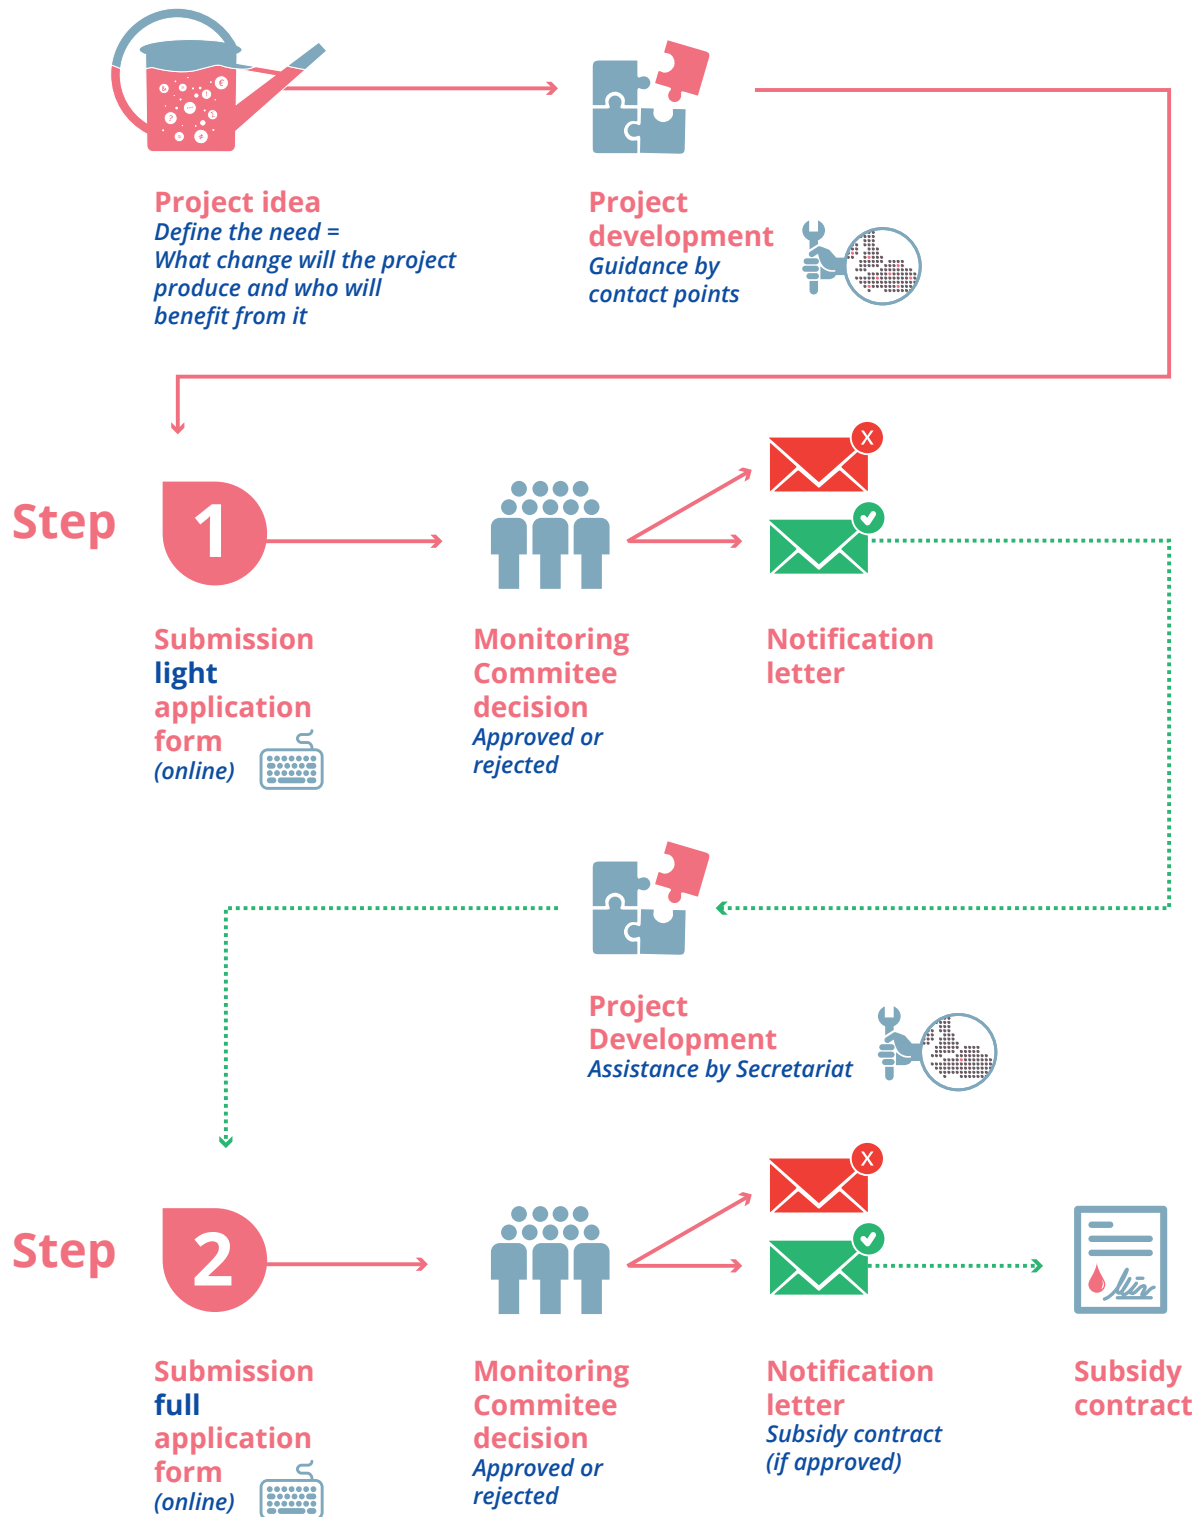 Project idea
Define the need =
What change will the project
produce and who will
benefit from it
Project
development
Guidance by
contact points
Step
1
X
Submission
light
application
form
(online)
Monitoring
Commitee
decision
Approved or
rejected
Notification
letter
Project
Development
Assistance by Secretariat
Step
2
X
Submission
full
application
form
(online)
Monitoring
Commitee
decision
Approved or
rejected
Notification
letter
Subsidy contract
(if approved)
Subsidy
contract